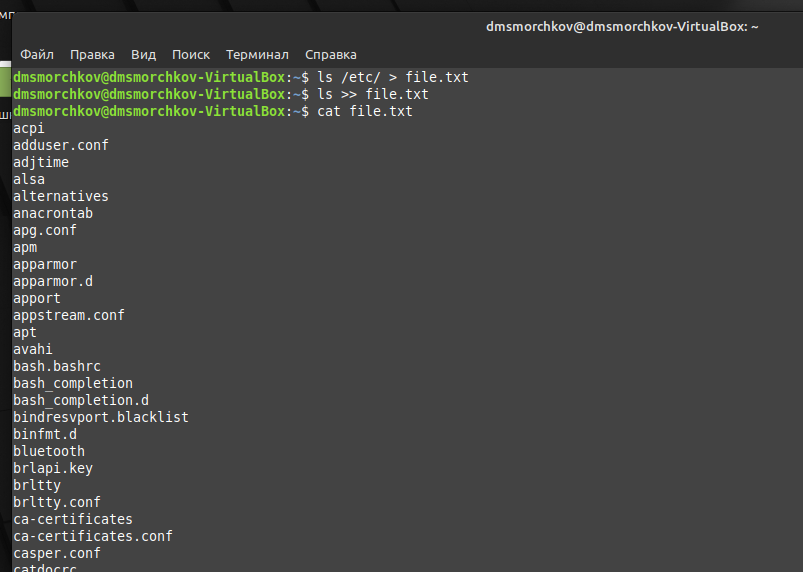 мп
dmsmorchkov@dmsmorchkov-VirtualBox: ~
Файл Правка Вид Поиск Терминал Справка
dmsmorchkov@dmsmorchkov-VirtualBox:~$ ls /etc/ > file.txt
dmsmorchkov@dmsmorchkov-VirtualBox:~$ ls >> file.txt
dmsmorchkov@dmsmorchkov-VirtualBox:~$ cat file.txt
acpi
adduser.conf
adjtime
alsa
alternatives
anacrontab
apg.conf
apm
apparmor
apparmor.d
apport
appstream.conf
apt
avahi
bash.bashrc
bash_completion
bash_completion.d
bindresvport.blacklist
binfmt.d
bluetooth
brlapi.key
brltty
brltty.conf
ca-certificates
ca-certificates.conf
casper.conf
catdocrc